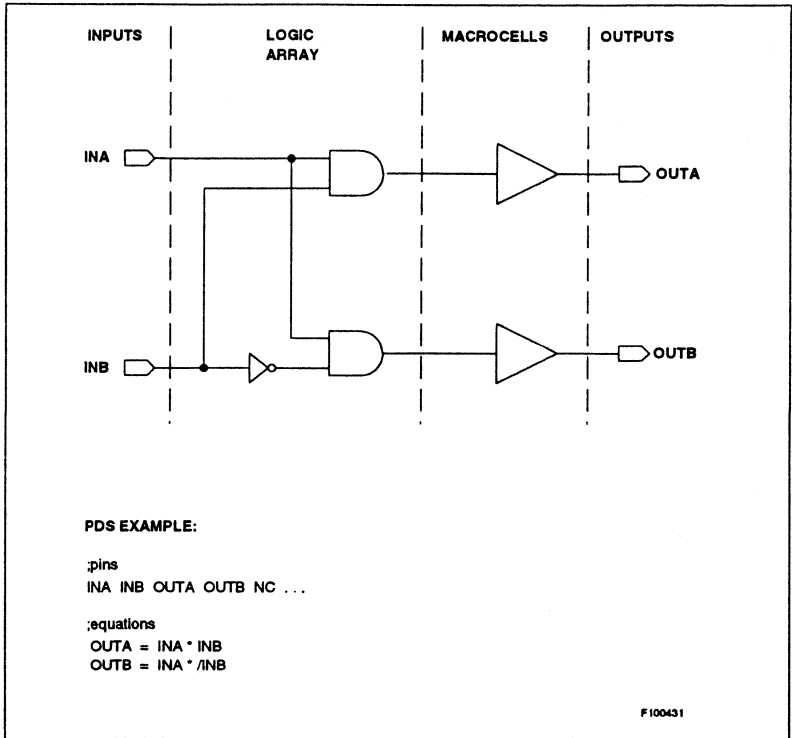 INPUTS
LOGIC
ARRAY
MACROCELLS
OUTPUTS
INA
OUTA
INB
OUTB
PDS EXAMPLE:
;pins
INA INB OUTA OUTB NC ...
;equations
OUTA = INA * INB
OUTB = INA * /INB
F100431